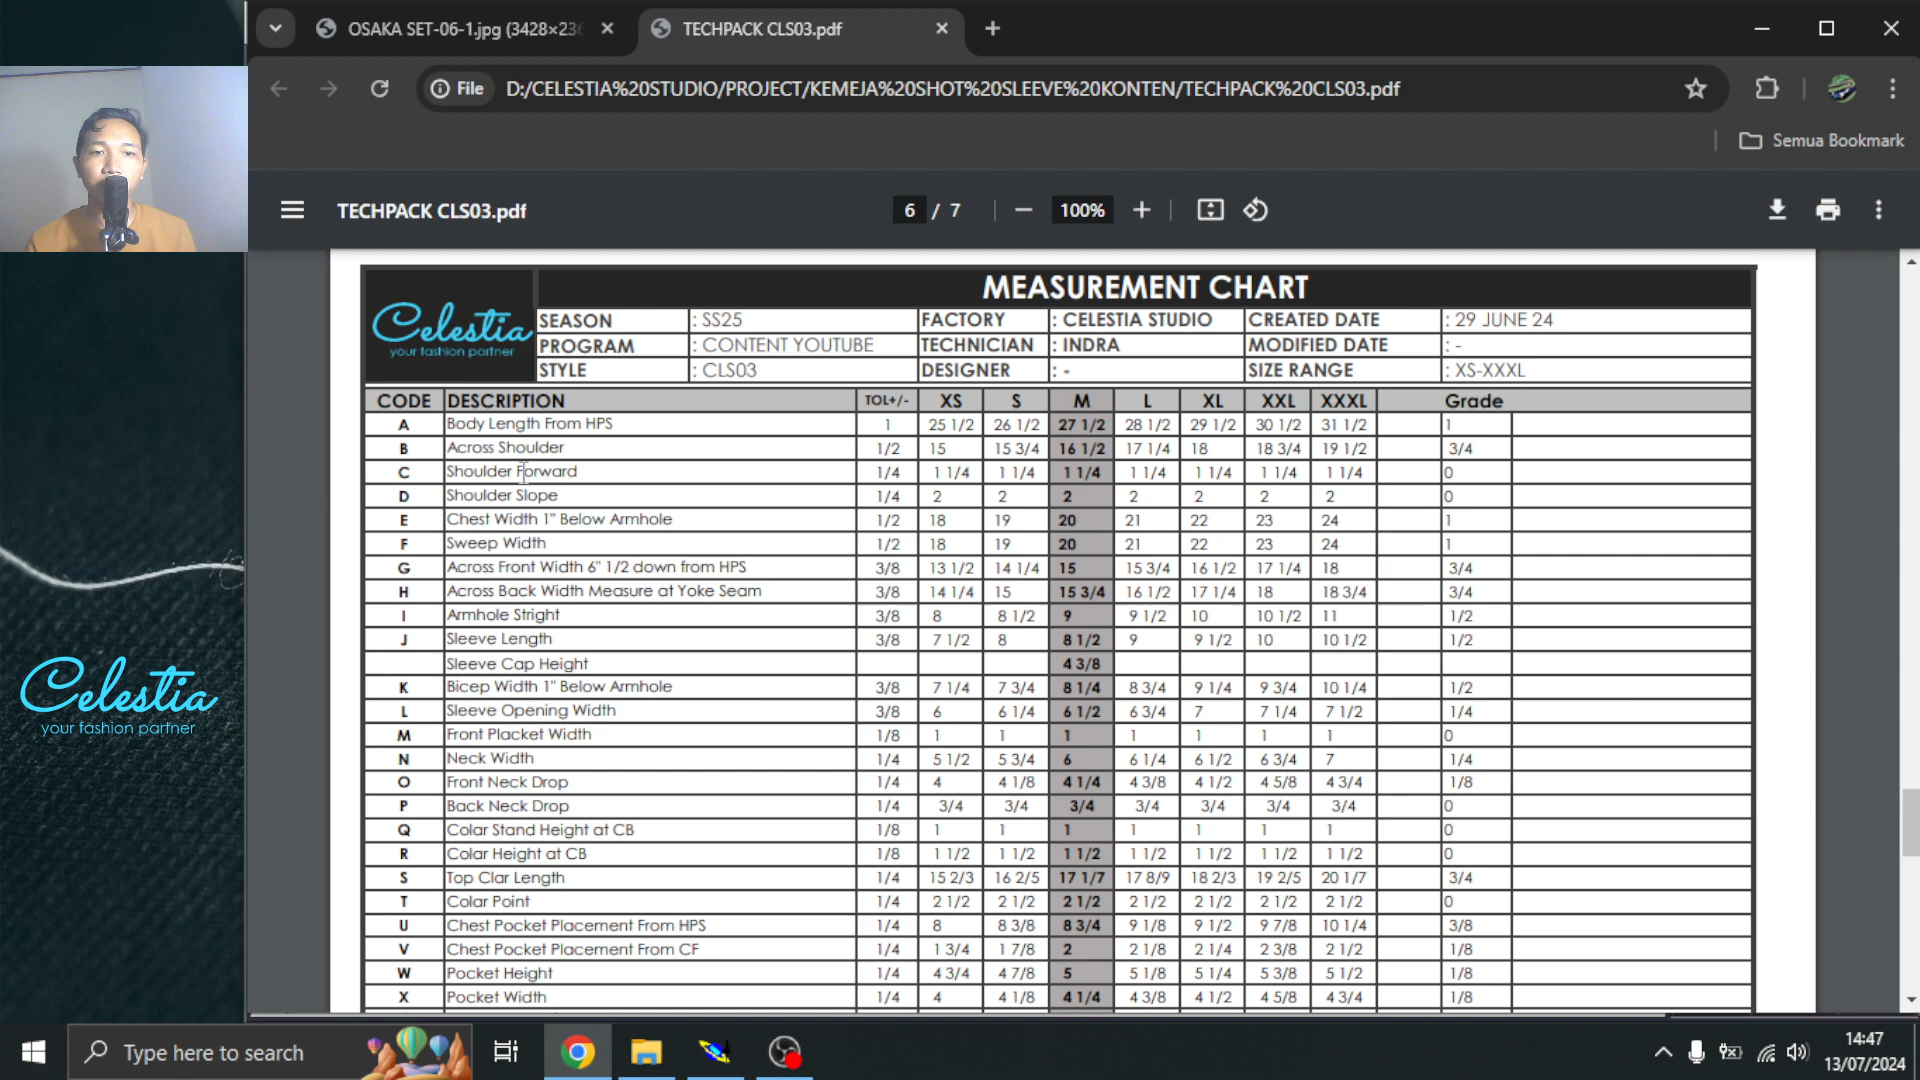 OSAKA SET-06-1.jpg (3428×236
TECHPACK CLS03.pdf
File
D:/CELESTIA%20STUDIO/PROJECT/KEMEJA%20SHOT%20SLEEVE%20KONTEN/TECHPACK%20CLS03.pdf
Semua Bookmark
TECHPACK CLS03.pdf
6 / 7
100%
Celestia
your fashion partner
MEASUREMENT CHART
SEASON : SS25 FACTORY : CELESTIA STUDIO CREATED DATE : 29 JUNE 24
PROGRAM : CONTENT YOUTUBE TECHNICIAN : INDRA MODIFIED DATE : -
STYLE : CLS03 DESIGNER : - SIZE RANGE : XS-XXXL
CODE DESCRIPTION TOL+/- XS S M L XL XXL XXXL Grade
A Body Length From HPS 1 25 1/2 26 1/2 27 1/2 28 1/2 29 1/2 30 1/2 31 1/2 1
B Across Shoulder 1/2 15 15 3/4 16 1/2 17 1/4 18 18 3/4 19 1/2 3/4
C Shoulder Forward 1/4 1 1/4 1 1/4 1 1/4 1 1/4 1 1/4 1 1/4 1 1/4 0
D Shoulder Slope 1/4 2 2 2 2 2 2 2 0
E Chest Width 1" Below Armhole 1/2 18 19 20 21 22 23 24 1
F Sweep Width 1/2 18 19 20 21 22 23 24 1
G Across Front Width 6" 1/2 down from HPS 3/8 13 1/2 14 1/4 15 15 3/4 16 1/2 17 1/4 18 3/4
H Across Back Width Measure at Yoke Seam 3/8 14 1/4 15 15 3/4 16 1/2 17 1/4 18 18 3/4 3/4
I Armhole Stright 3/8 8 8 1/2 9 9 1/2 10 10 1/2 11 1/2
J Sleeve Length 3/8 7 1/2 8 8 1/2 9 9 1/2 10 10 1/2 1/2
Sleeve Cap Height 4 3/8
K Bicep Width 1" Below Armhole 3/8 7 1/4 7 3/4 8 1/4 8 3/4 9 1/4 9 3/4 10 1/4 1/2
L Sleeve Opening Width 3/8 6 6 1/4 6 1/2 6 3/4 7 7 1/4 7 1/2 1/4
M Front Placket Width 1/8 1 1 1 1 1 1 1 0
N Neck Width 1/4 5 1/2 5 3/4 6 6 1/4 6 1/2 6 3/4 7 1/4
O Front Neck Drop 1/4 4 4 1/8 4 1/4 4 3/8 4 1/2 4 5/8 4 3/4 1/8
P Back Neck Drop 1/4 3/4 3/4 3/4 3/4 3/4 3/4 3/4 0
Q Colar Stand Height at CB 1/8 1 1 1 1 1 1 1 0
R Colar Height at CB 1/8 1 1/2 1 1/2 1 1/2 1 1/2 1 1/2 1 1/2 1 1/2 0
S Top Clar Length 1/4 15 2/3 16 2/5 17 1/7 17 8/9 18 2/3 19 2/5 20 1/7 3/4
T Colar Point 1/4 2 1/2 2 1/2 2 1/2 2 1/2 2 1/2 2 1/2 2 1/2 0
U Chest Pocket Placement From HPS 1/4 8 8 3/8 8 3/4 9 1/8 9 1/2 9 7/8 10 1/4 3/8
V Chest Pocket Placement From CF 1/4 1 3/4 1 7/8 2 2 1/8 2 1/4 2 3/8 2 1/2 1/8
W Pocket Height 1/4 4 3/4 4 7/8 5 5 1/8 5 1/4 5 3/8 5 1/2 1/8
X Pocket Width 1/4 4 4 1/8 4 1/4 4 3/8 4 1/2 4 5/8 4 3/4 1/8
Celestia
your fashion partner
Type here to search
14:47
13/07/2024